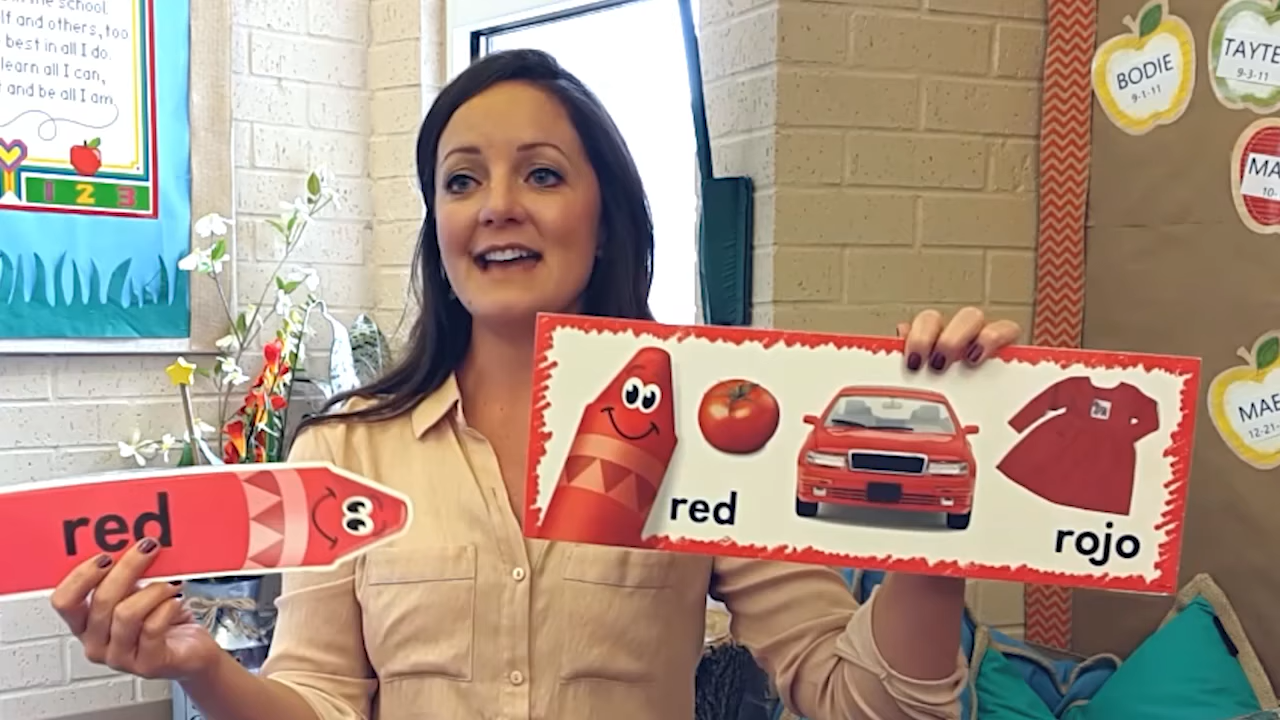 the school.
lf and others, too
best in all I do.
learn all I can,
and be all I am
1 2 3
red
red
rojo
BODIE
9-1-11
TAYTE
9-3-11
MA
10-
MAE
12-21-